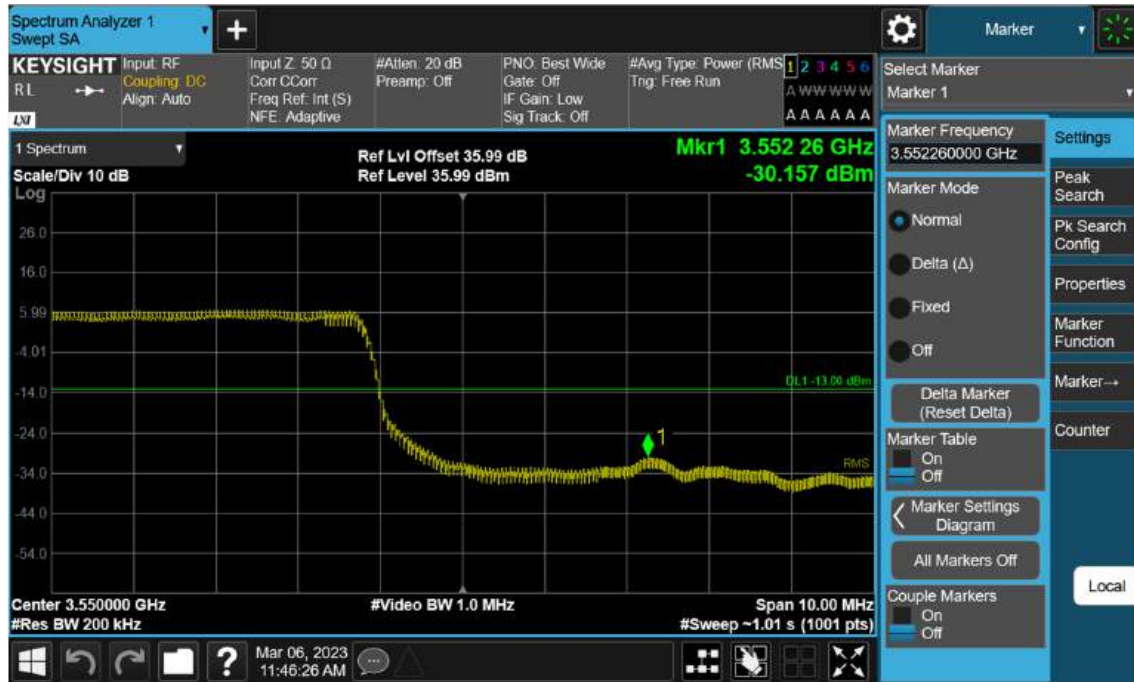 Spectrum Analyzer 1
Swept SA
+
Marker
KEYSIGHT
RL
LXI
Input: RF
Coupling: DC
Align: Auto
Input Z: 50 Ω
Corr CCorr
Freq Ref: Int (S)
NFE: Adaptive
#Atten: 20 dB
Preamp: Off
PNO: Best Wide
Gate: Off
IF Gain: Low
Sig Track: Off
#Avg Type: Power (RMS
Trig: Free Run
1 2 3 4 5 6
A W W W W W
A A A A A A
Select Marker
Marker 1
1 Spectrum
Scale/Div 10 dB
Log
Ref Lvl Offset 35.99 dB
Ref Level 35.99 dBm
Mkr1 3.552 26 GHz
-30.157 dBm
26.0
16.0
5.99
-4.01
-14.0
-24.0
-34.0
-44.0
-54.0
DL1 -13.00 dBm
1
RMS
Center 3.550000 GHz
#Res BW 200 kHz
#Video BW 1.0 MHz
Span 10.00 MHz
#Sweep ~1.01 s (1001 pts)
Marker Frequency
3.552260000 GHz
Marker Mode
Normal
Delta (Δ)
Fixed
Off
Delta Marker
(Reset Delta)
Marker Table
On
Off
Marker Settings
Diagram
All Markers Off
Couple Markers
On
Off
Settings
Peak
Search
Pk Search
Config
Properties
Marker
Function
Marker→
Counter
Local
?
Mar 06, 2023
11:46:26 AM